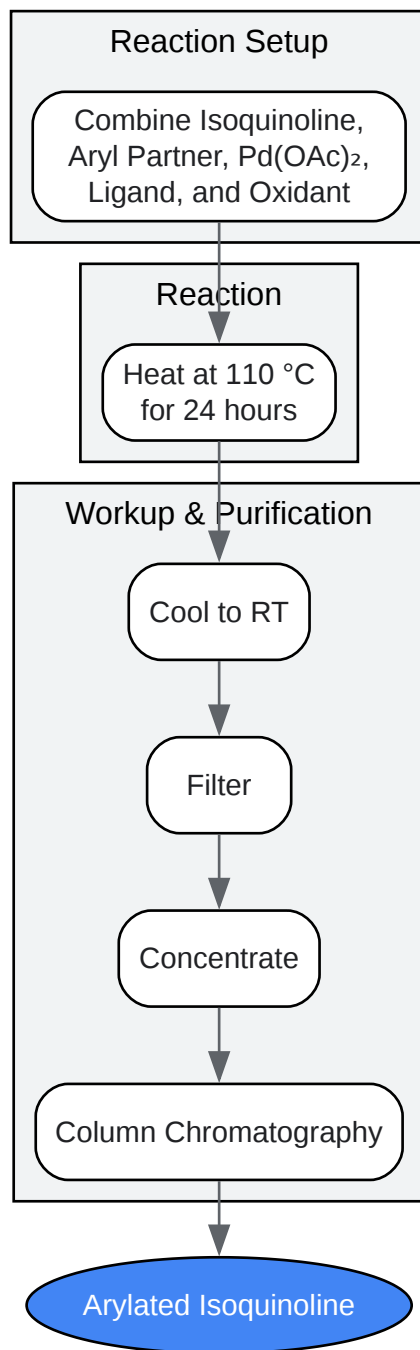 Reaction Setup
Combine Isoquinoline,
Aryl Partner, Pd(OAc)₂,
Ligand, and Oxidant
Reaction
Heat at 110 °C
for 24 hours
Workup & Purification
Cool to RT
Filter
Concentrate
Column Chromatography
Arylated Isoquinoline